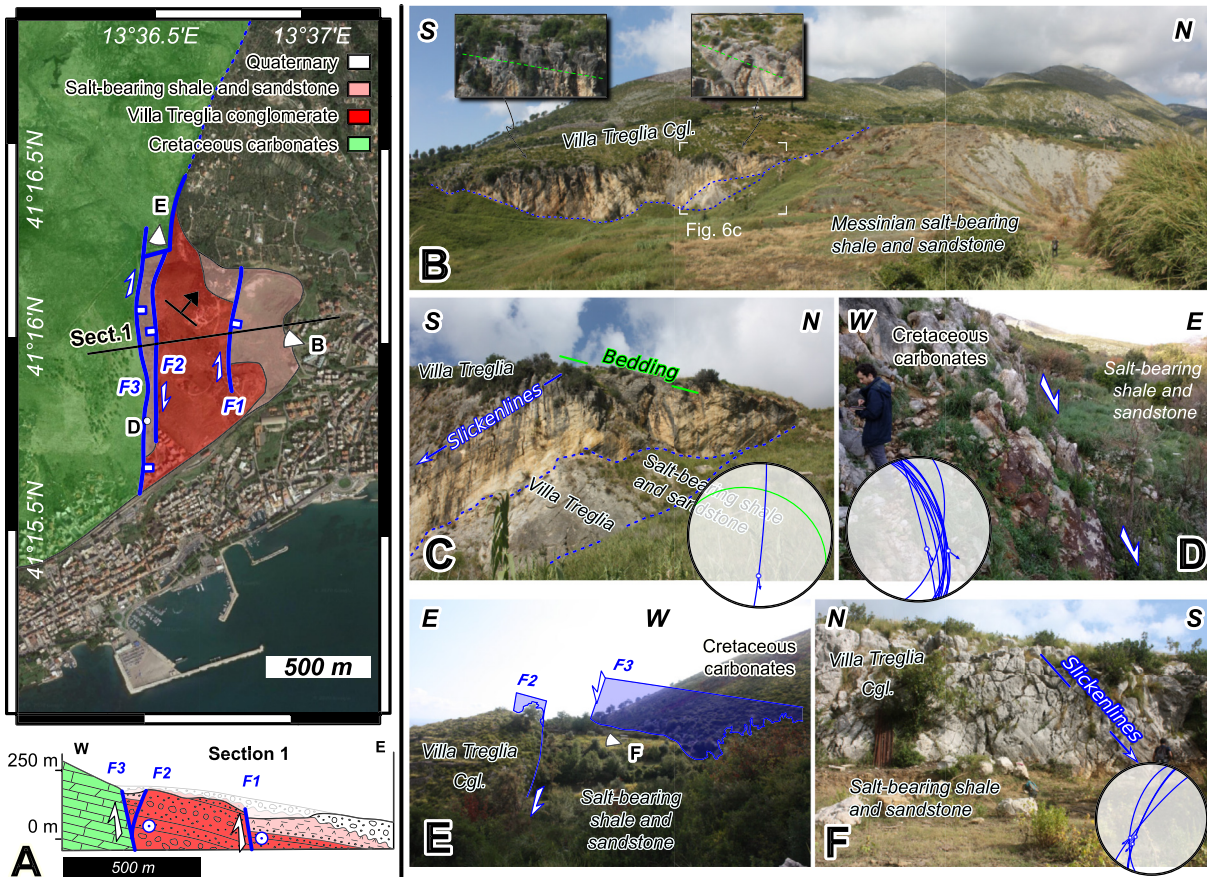 13°36.5'E
13°37'E
Quaternary
Salt-bearing shale and sandstone
Villa Treglia conglomerate
Cretaceous carbonates
41°16.5'N
41°16'N
41°15.5'N
E
Sect.1
B
F3
F2
F1
D
500 m
W
Section 1
E
250 m
0 m
F3
F2
F1
A
500 m
S
N
Villa Treglia Cgl.
Fig. 6c
Messinian salt-bearing
shale and sandstone
B
S
N
Villa Treglia
Bedding
Slickenlines
Salt-bearing shale
and sandstone
Villa Treglia
C
W
E
Cretaceous
carbonates
Salt-bearing
shale and
sandstone
D
E
W
Cretaceous
carbonates
F2
F3
Villa Treglia
Cgl.
F
Salt-bearing
shale and
sandstone
E
N
S
Villa Treglia
Cgl.
Slickenlines
Salt-bearing shale
and sandstone
F